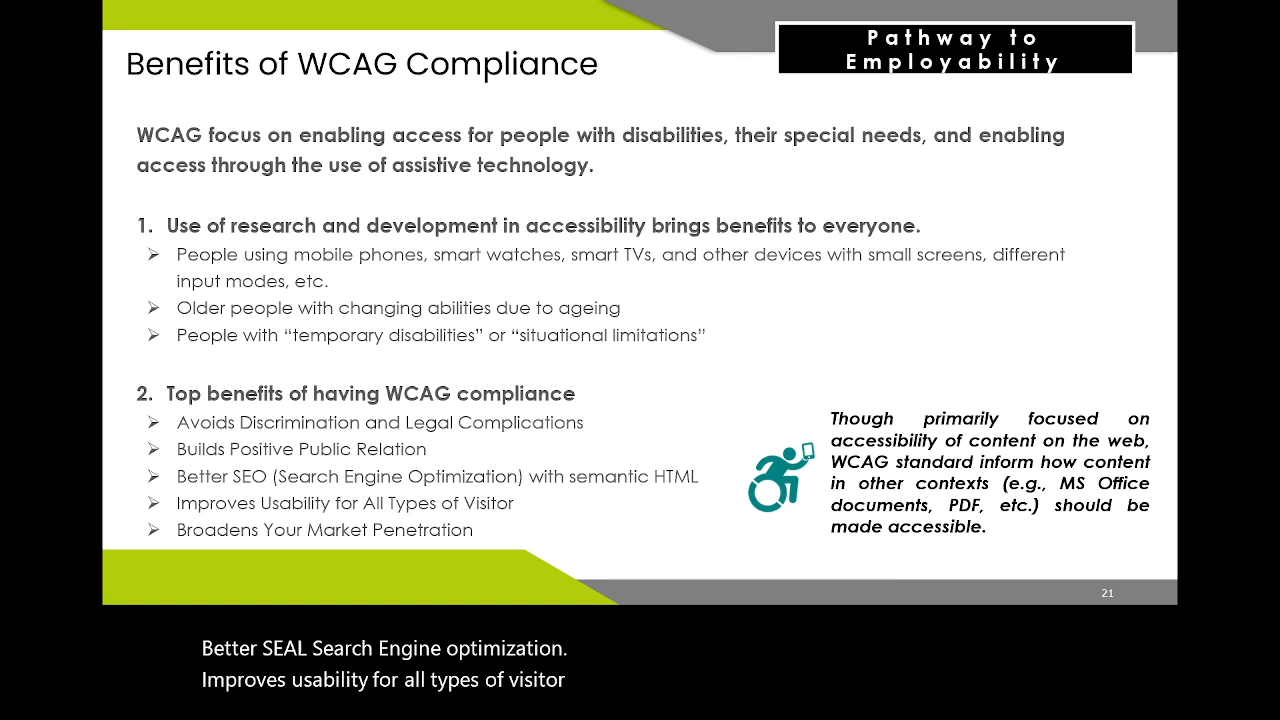 Pathway to
Employability
Benefits of WCAG Compliance
WCAG focus on enabling access for people with disabilities, their special needs, and enabling
access through the use of assistive technology.
1. Use of research and development in accessibility brings benefits to everyone.
➢ People using mobile phones, smart watches, smart TVs, and other devices with small screens, different
input modes, etc.
➢ Older people with changing abilities due to ageing
➢ People with “temporary disabilities” or “situational limitations”
2. Top benefits of having WCAG compliance
➢ Avoids Discrimination and Legal Complications
➢ Builds Positive Public Relation
➢ Better SEO (Search Engine Optimization) with semantic HTML
➢ Improves Usability for All Types of Visitor
➢ Broadens Your Market Penetration
Though primarily focused on
accessibility of content on the web,
WCAG standard inform how content
in other contexts (e.g., MS Office
documents, PDF, etc.) should be
made accessible.
21
Better SEAL Search Engine optimization.
Improves usability for all types of visitor